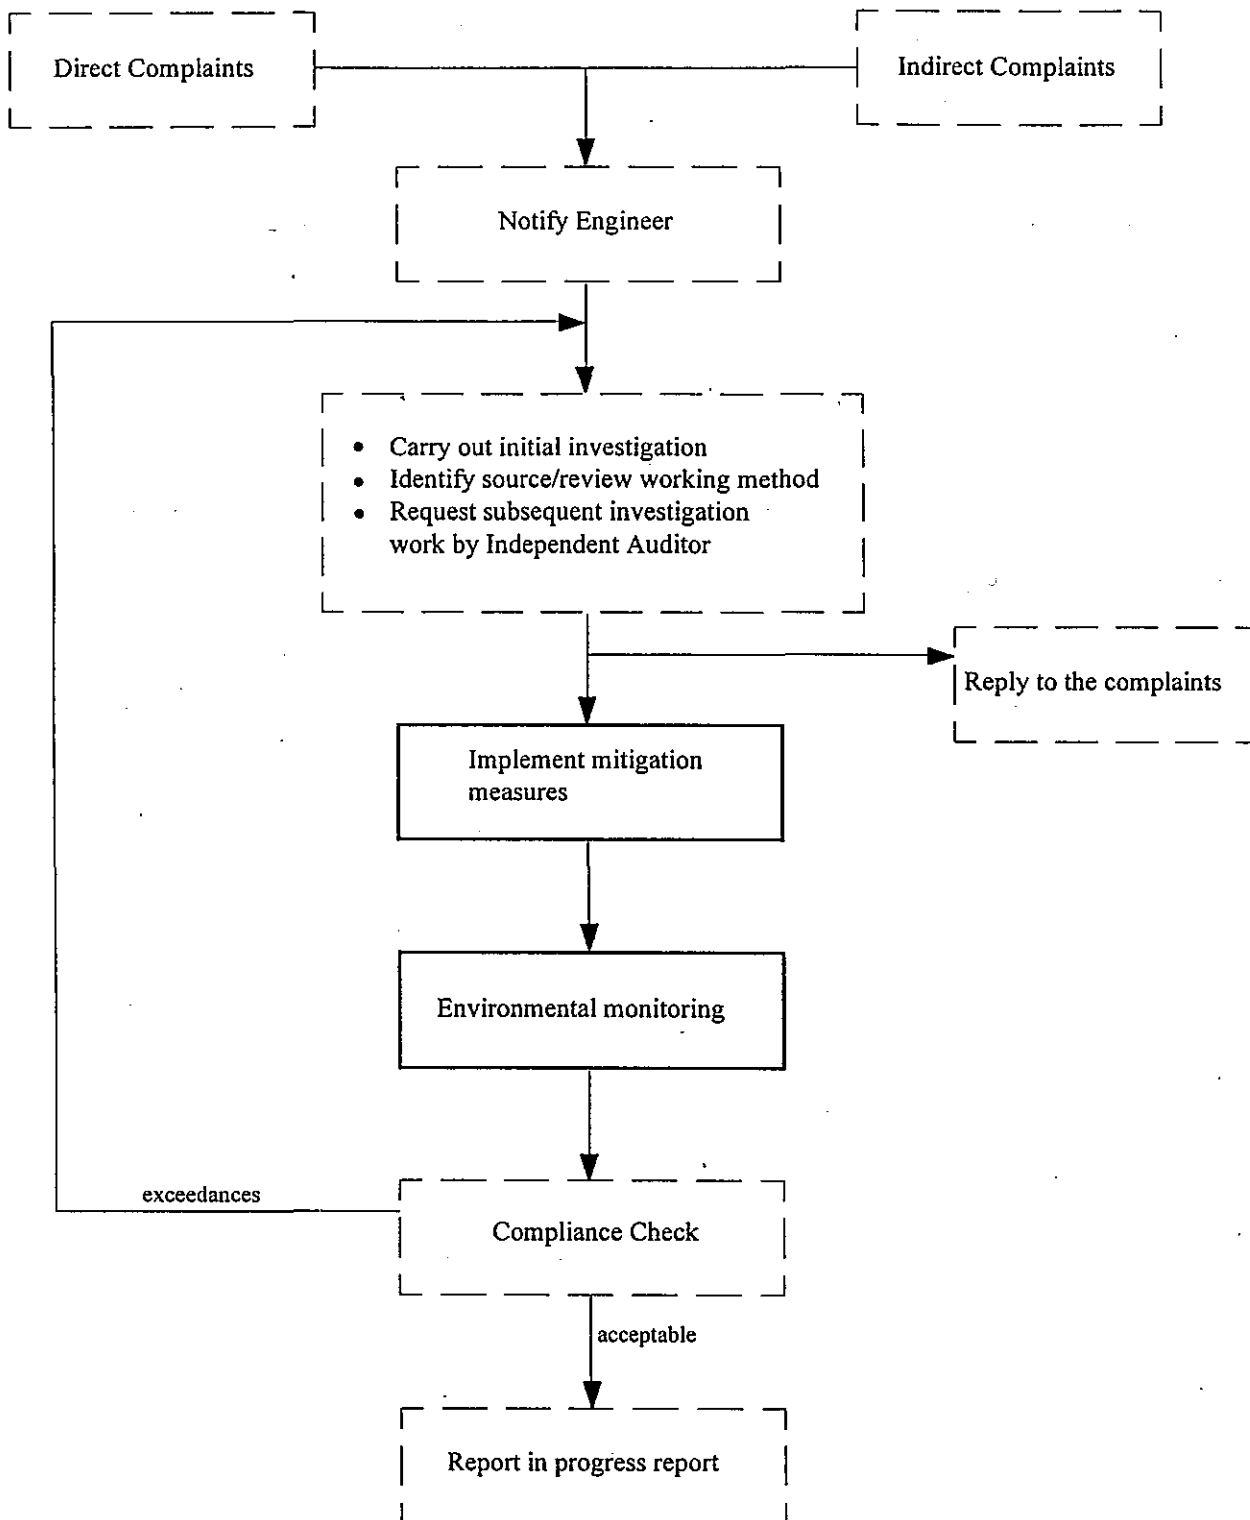 Direct Complaints
Indirect Complaints
Notify Engineer
• Carry out initial investigation
• Identify source/review working method
• Request subsequent investigation
work by Independent Auditor
Reply to the complaints
Implement mitigation
measures
Environmental monitoring
exceedances
Compliance Check
acceptable
Report in progress report